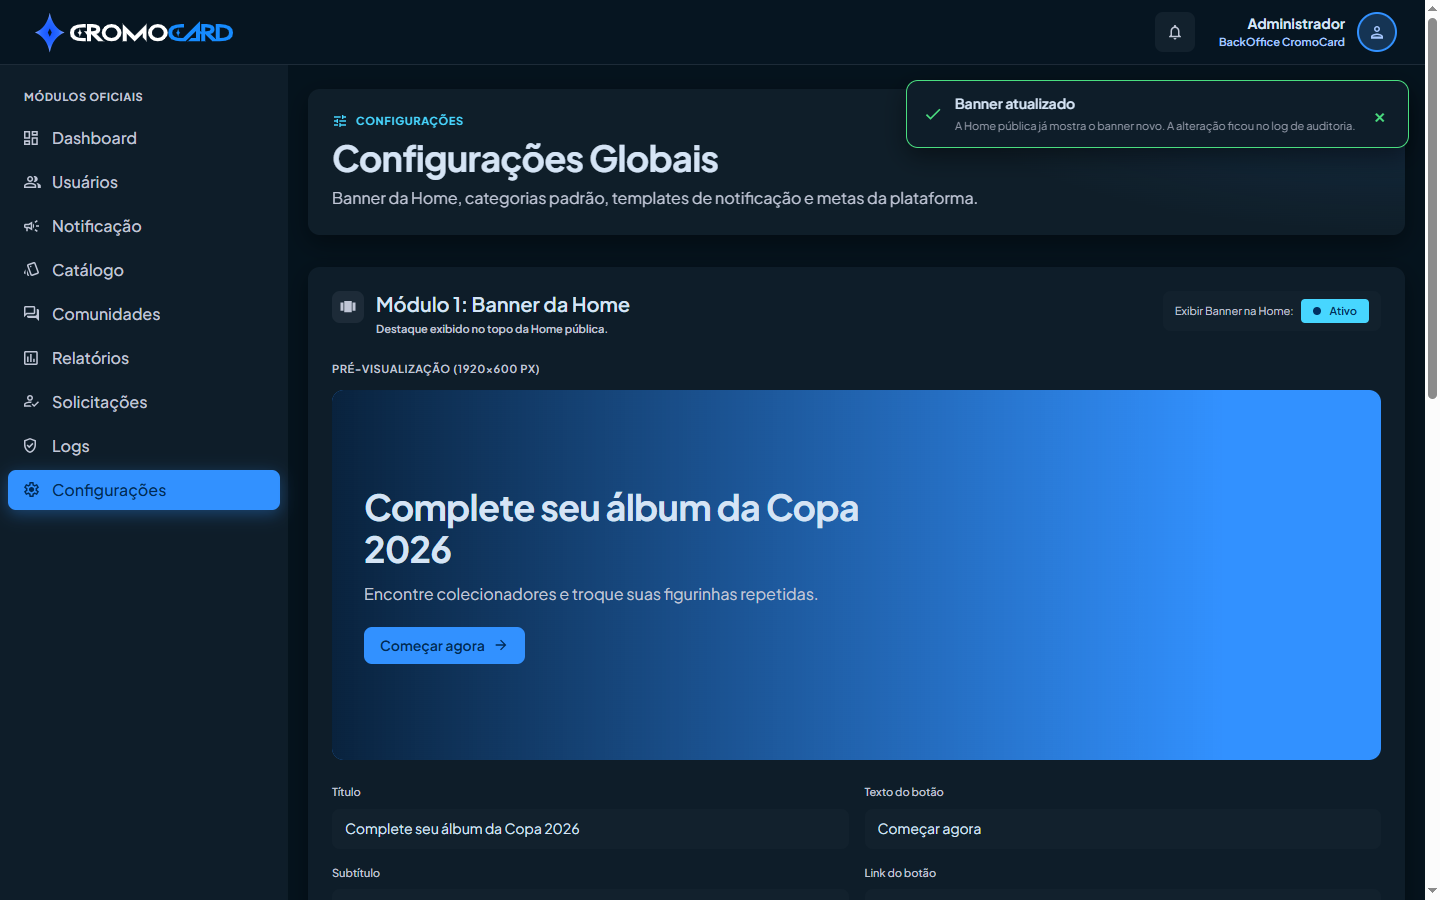 CROMOCARD
Administrador
BackOffice CromoCard
MÓDULOS OFICIAIS
Dashboard
Usuários
Notificação
Catálogo
Comunidades
Relatórios
Solicitações
Logs
Configurações
Banner atualizado
A Home pública já mostra o banner novo. A alteração ficou no log de auditoria.
CONFIGURAÇÕES
Configurações Globais
Banner da Home, categorias padrão, templates de notificação e metas da plataforma.
Módulo 1: Banner da Home
Destaque exibido no topo da Home pública.
Exibir Banner na Home:
Ativo
PRÉ-VISUALIZAÇÃO (1920×600 PX)
Complete seu álbum da Copa
2026
Encontre colecionadores e troque suas figurinhas repetidas.
Começar agora
Título
Texto do botão
Complete seu álbum da Copa 2026
Começar agora
Subtítulo
Link do botão